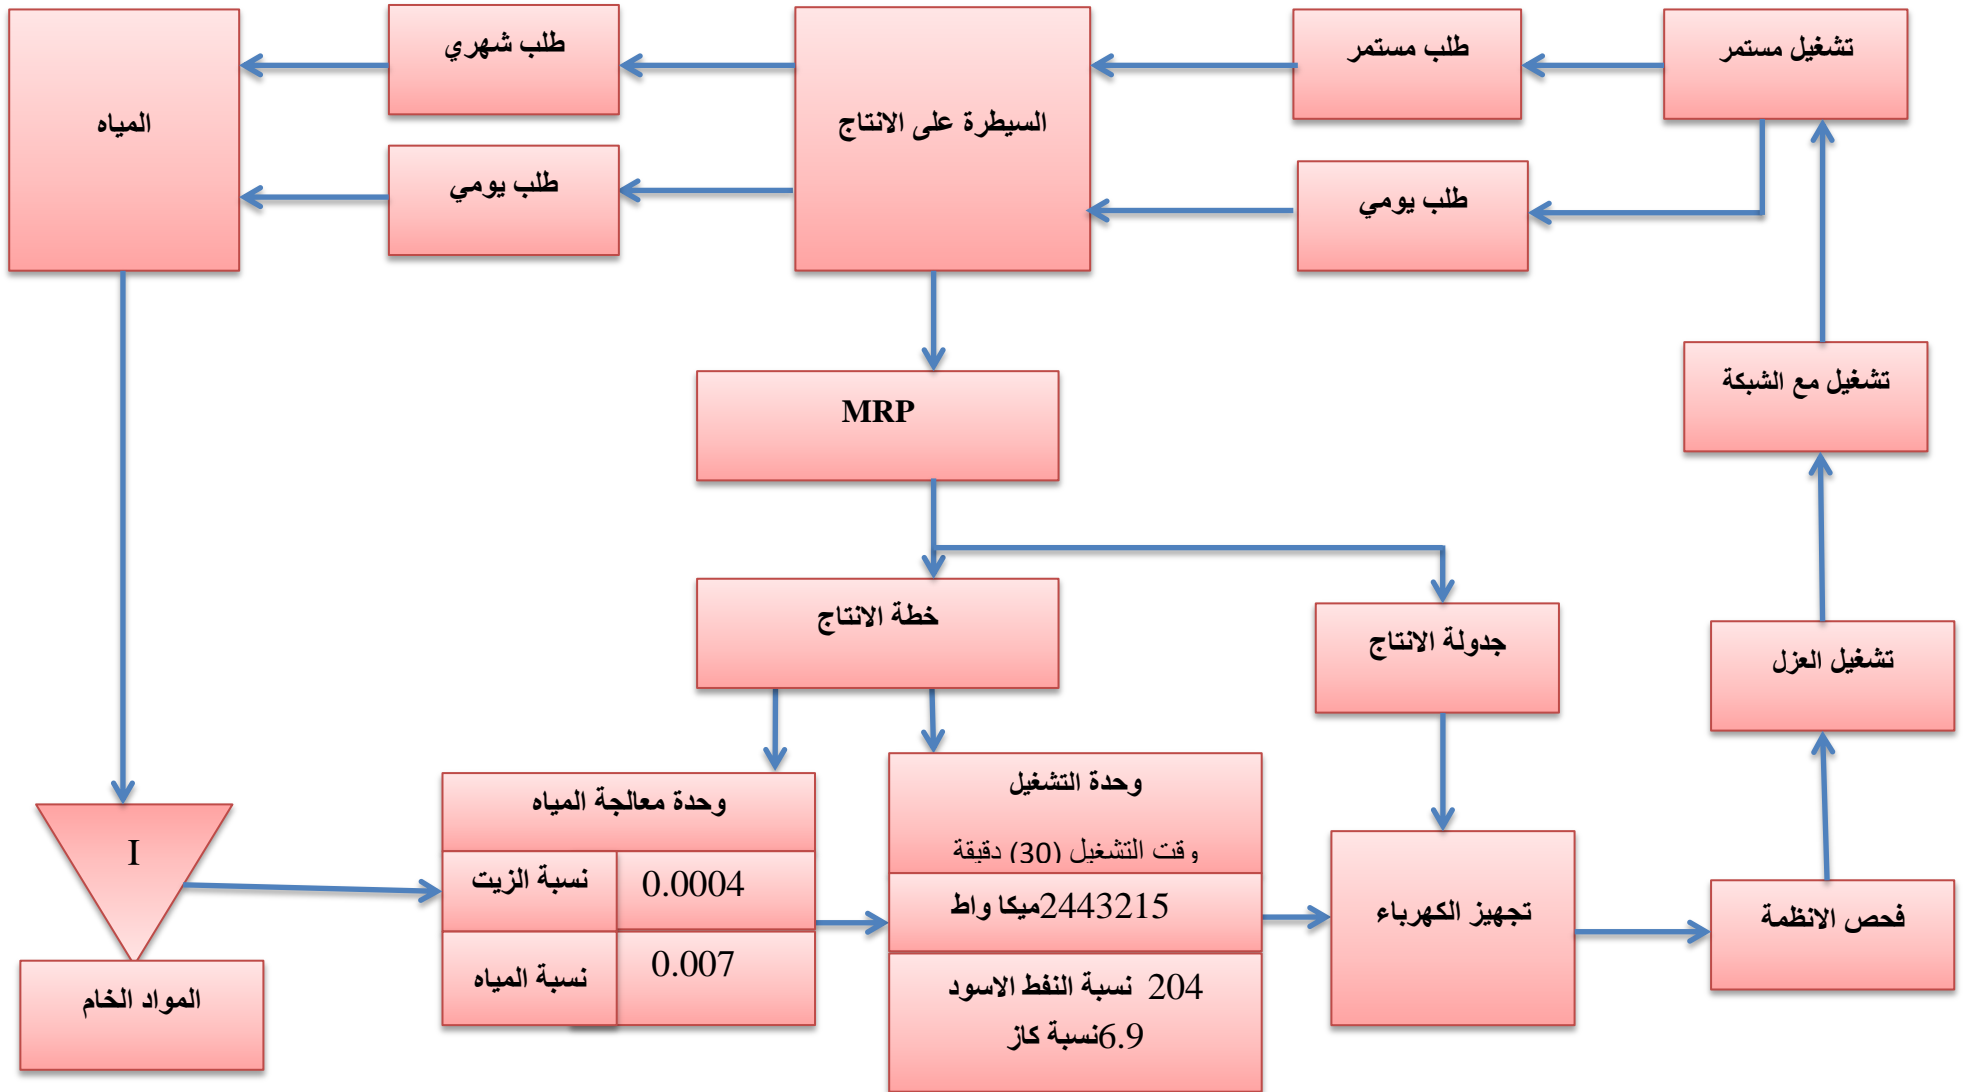 تشغيل مستمر
طلب مستمر
السيطرة على الانتاج
طلب شهري
المياه
طلب يومي
طلب يومي
تشغيل مع الشبكة
MRP
خطة الانتاج
جدولة الانتاج
تشغيل العزل
وحدة التشغيل
وقت التشغيل (30) دقيقة
2443215ميكا واط
204 نسبة النفط الاسود
6.9نسبة كاز
وحدة معالجة المياه
نسبة الزيت
0.0004
نسبة المياه
0.007
I
المواد الخام
تجهيز الكهرباء
فحص الانظمة